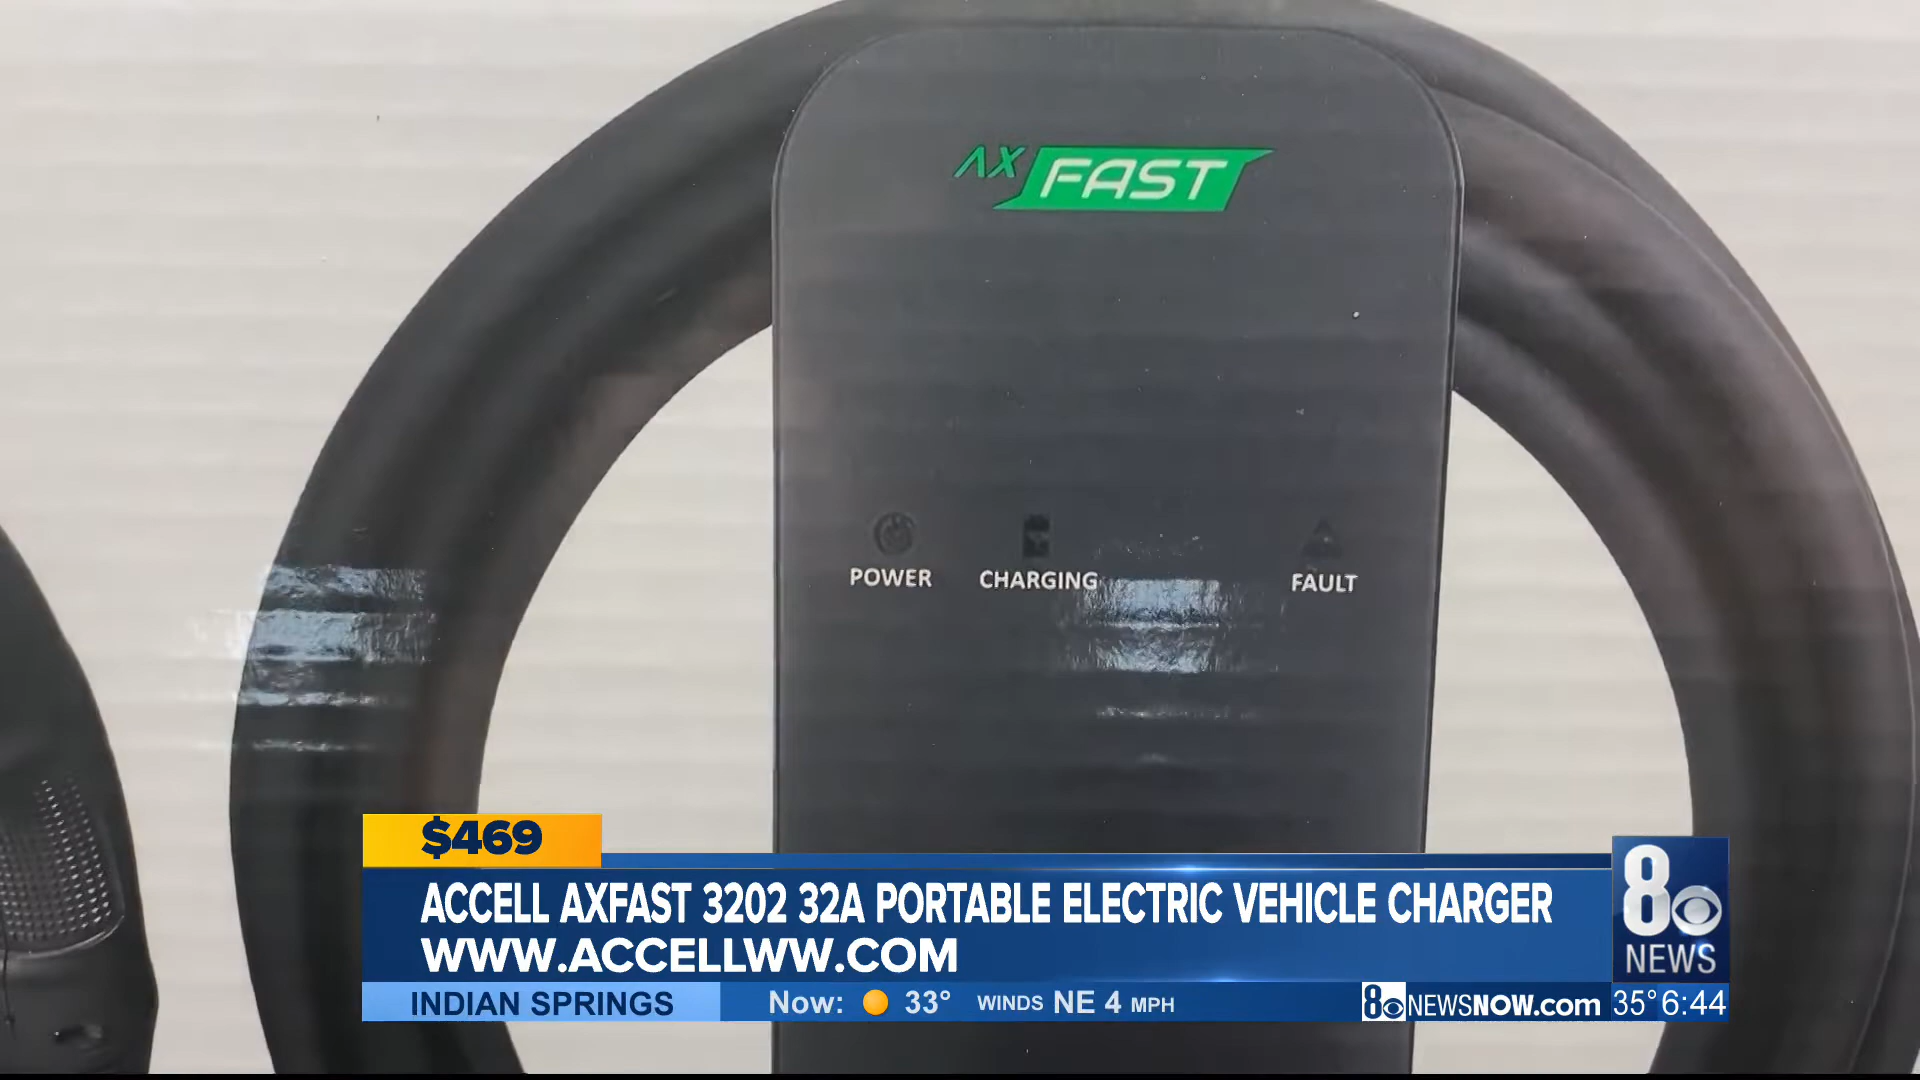 AX FAST
POWER CHARGING FAULT
$469
ACCELL AXFAST 3202 32A PORTABLE ELECTRIC VEHICLE CHARGER
WWW.ACCELLWW.COM
8 NEWS
INDIAN SPRINGS Now: 33° WINDS NE 4 MPH 8NEWSNOW.com 35° 6:44